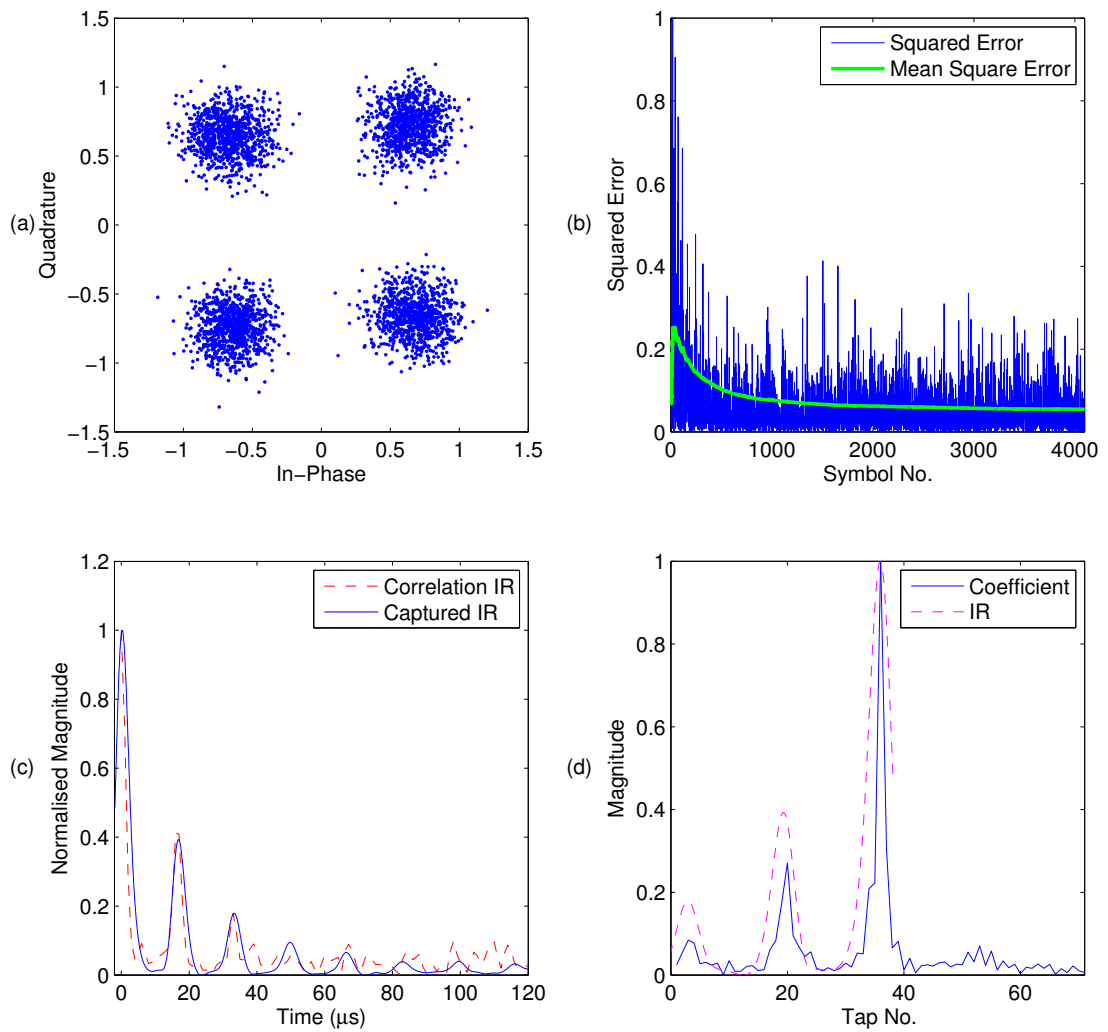 (a)
Quadrature
1.5
1
0.5
0
−0.5
−1
−1.5
−1.5 −1 −0.5 0 0.5 1 1.5
In−Phase
(b)
Squared Error
1
0.8
0.6
0.4
0.2
0
0 1000 2000 3000 4000
Symbol No.
Squared Error
Mean Square Error
(c)
Normalised Magnitude
1.2
1
0.8
0.6
0.4
0.2
0
0 20 40 60 80 100 120
Time (μs)
Correlation IR
Captured IR
(d)
Magnitude
1
0.8
0.6
0.4
0.2
0
0 20 40 60
Tap No.
Coefficient
IR